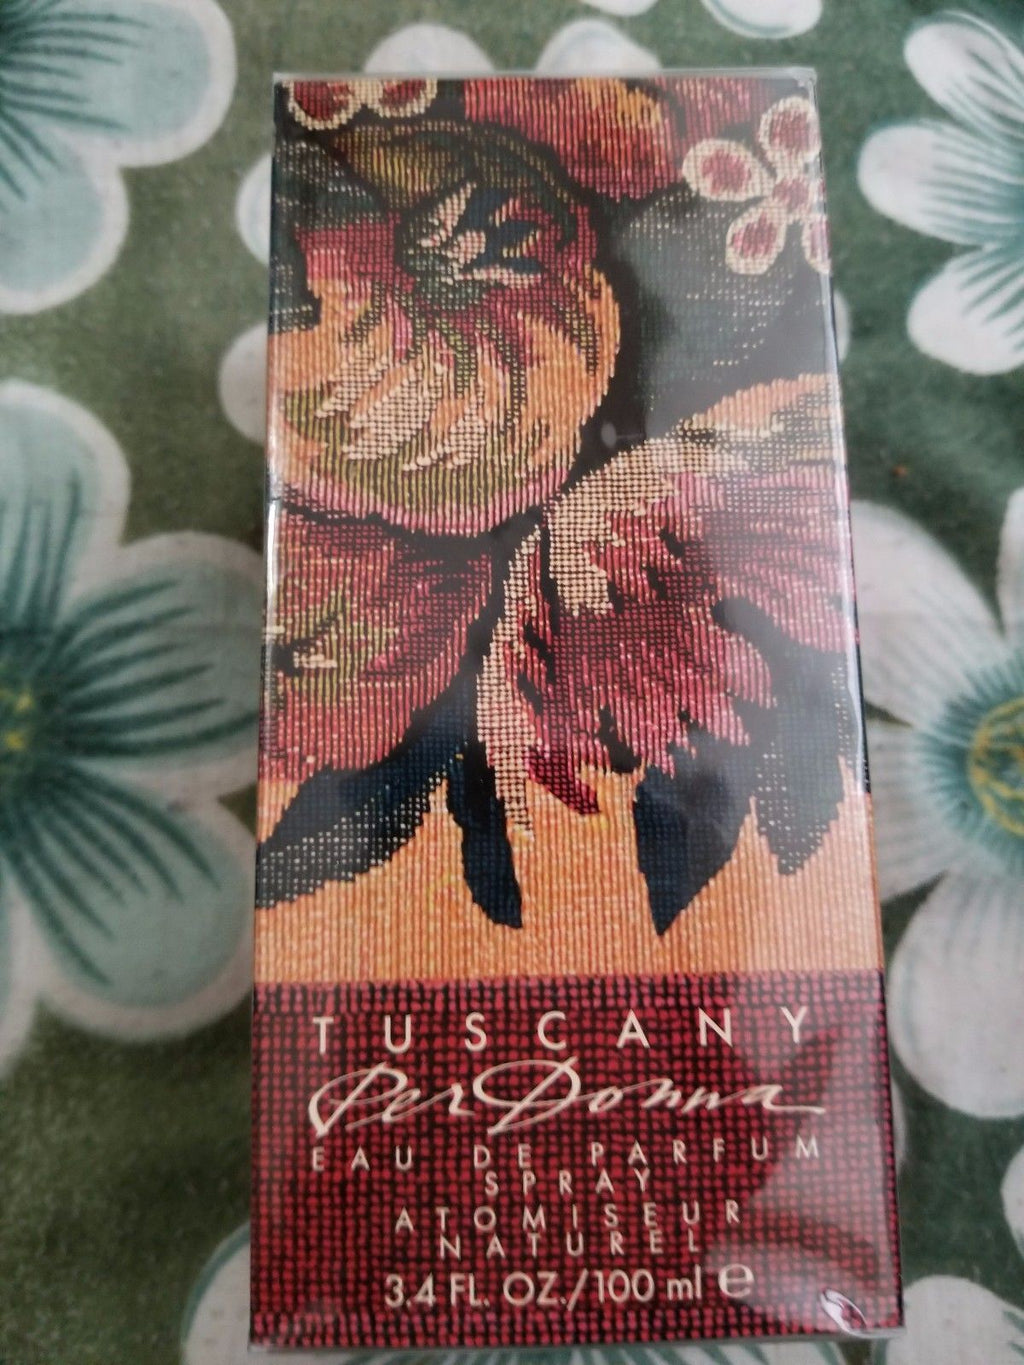 TUSCANY
Per Donna
EAU DE PARFUM
SPRAY
ATOMISEUR
NATUREL
3.4 FL. OZ./100 ml ℮